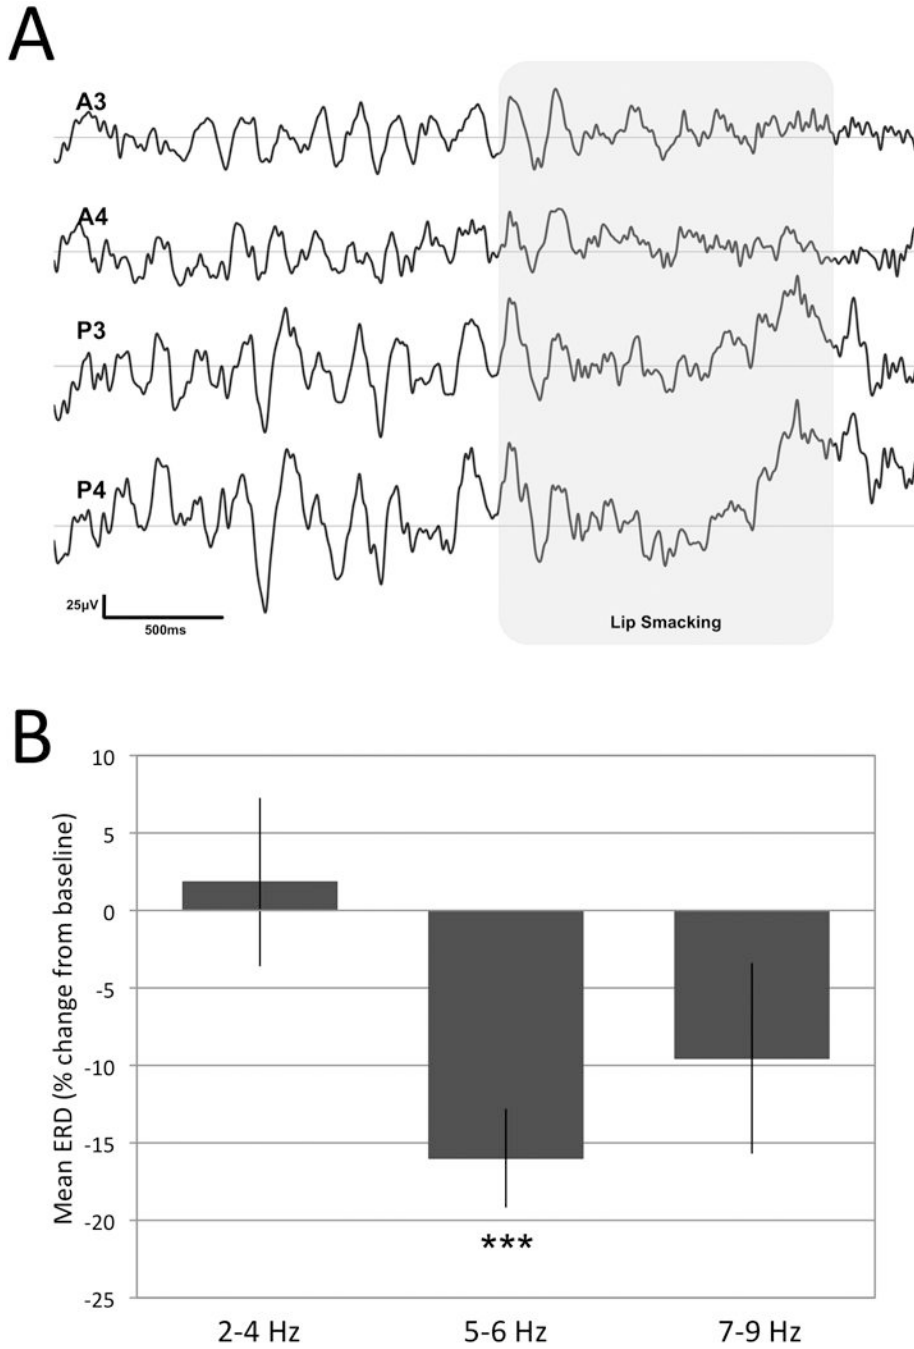 A
A3
A4
P3
P4
25µV
500ms
Lip Smacking
B
Mean ERD (% change from baseline)
10
5
0
-5
-10
-15
-20
-25
***
2-4 Hz 5-6 Hz 7-9 Hz